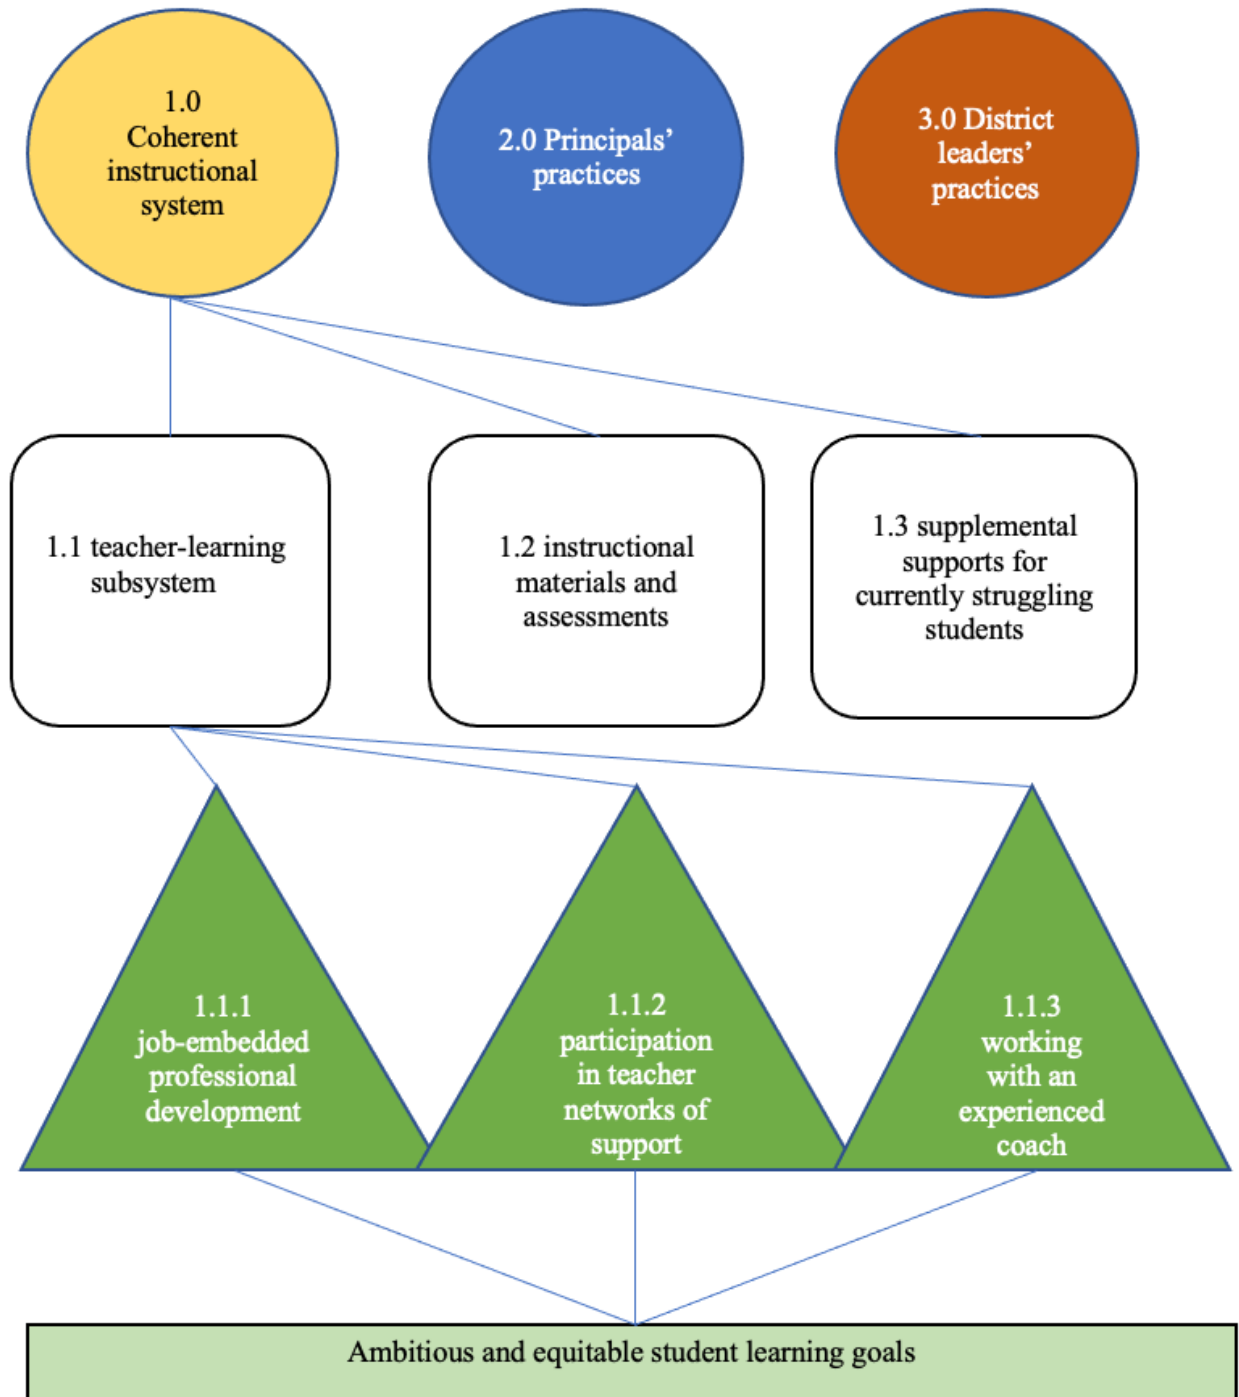 1.0
Coherent
instructional
system
2.0 Principals’
practices
3.0 District
leaders’
practices
1.1 teacher-learning
subsystem
1.2 instructional
materials and
assessments
1.3 supplemental
supports for
currently struggling
students
1.1.1
job-embedded
professional
development
1.1.2
participation
in teacher
networks of
support
1.1.3
working
with an
experienced
coach
Ambitious and equitable student learning goals